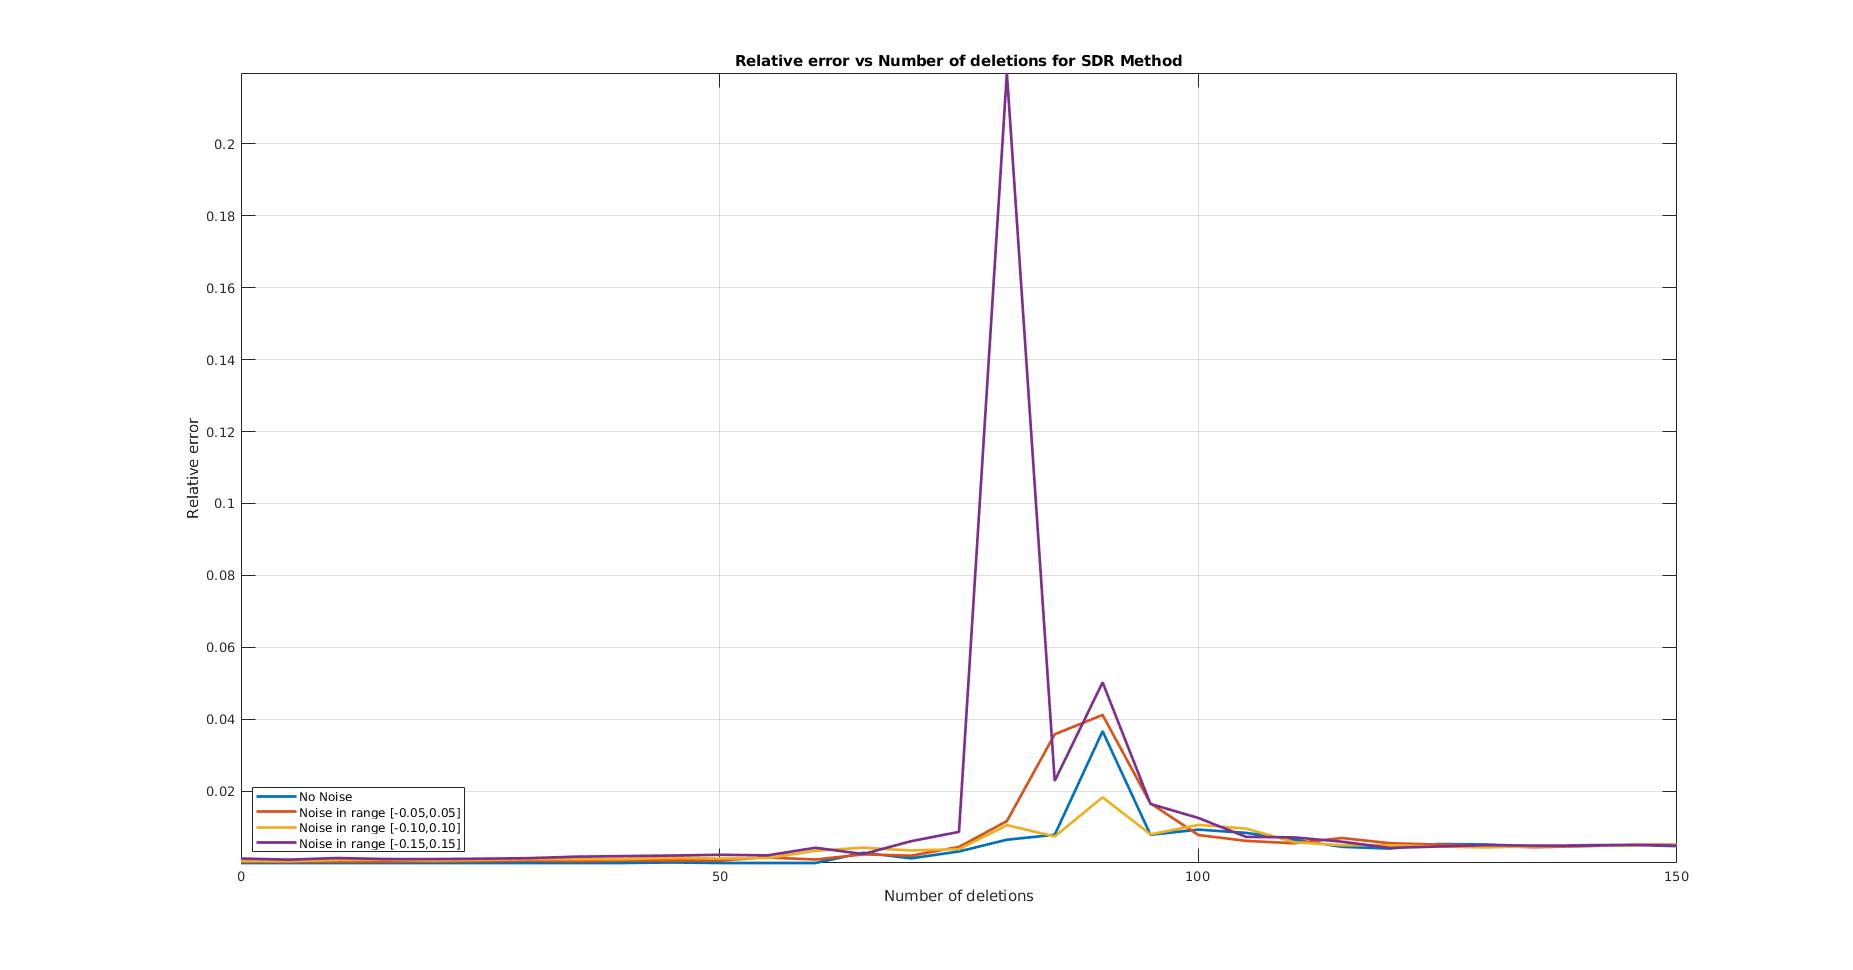 Relative error vs Number of deletions for SDR Method
0.2
0.18
0.16
0.14
0.12
0.1
0.08
0.06
0.04
0.02
Relative error
No Noise
Noise in range [-0.05,0.05]
Noise in range [-0.10,0.10]
Noise in range [-0.15,0.15]
0 50 100 150
Number of deletions